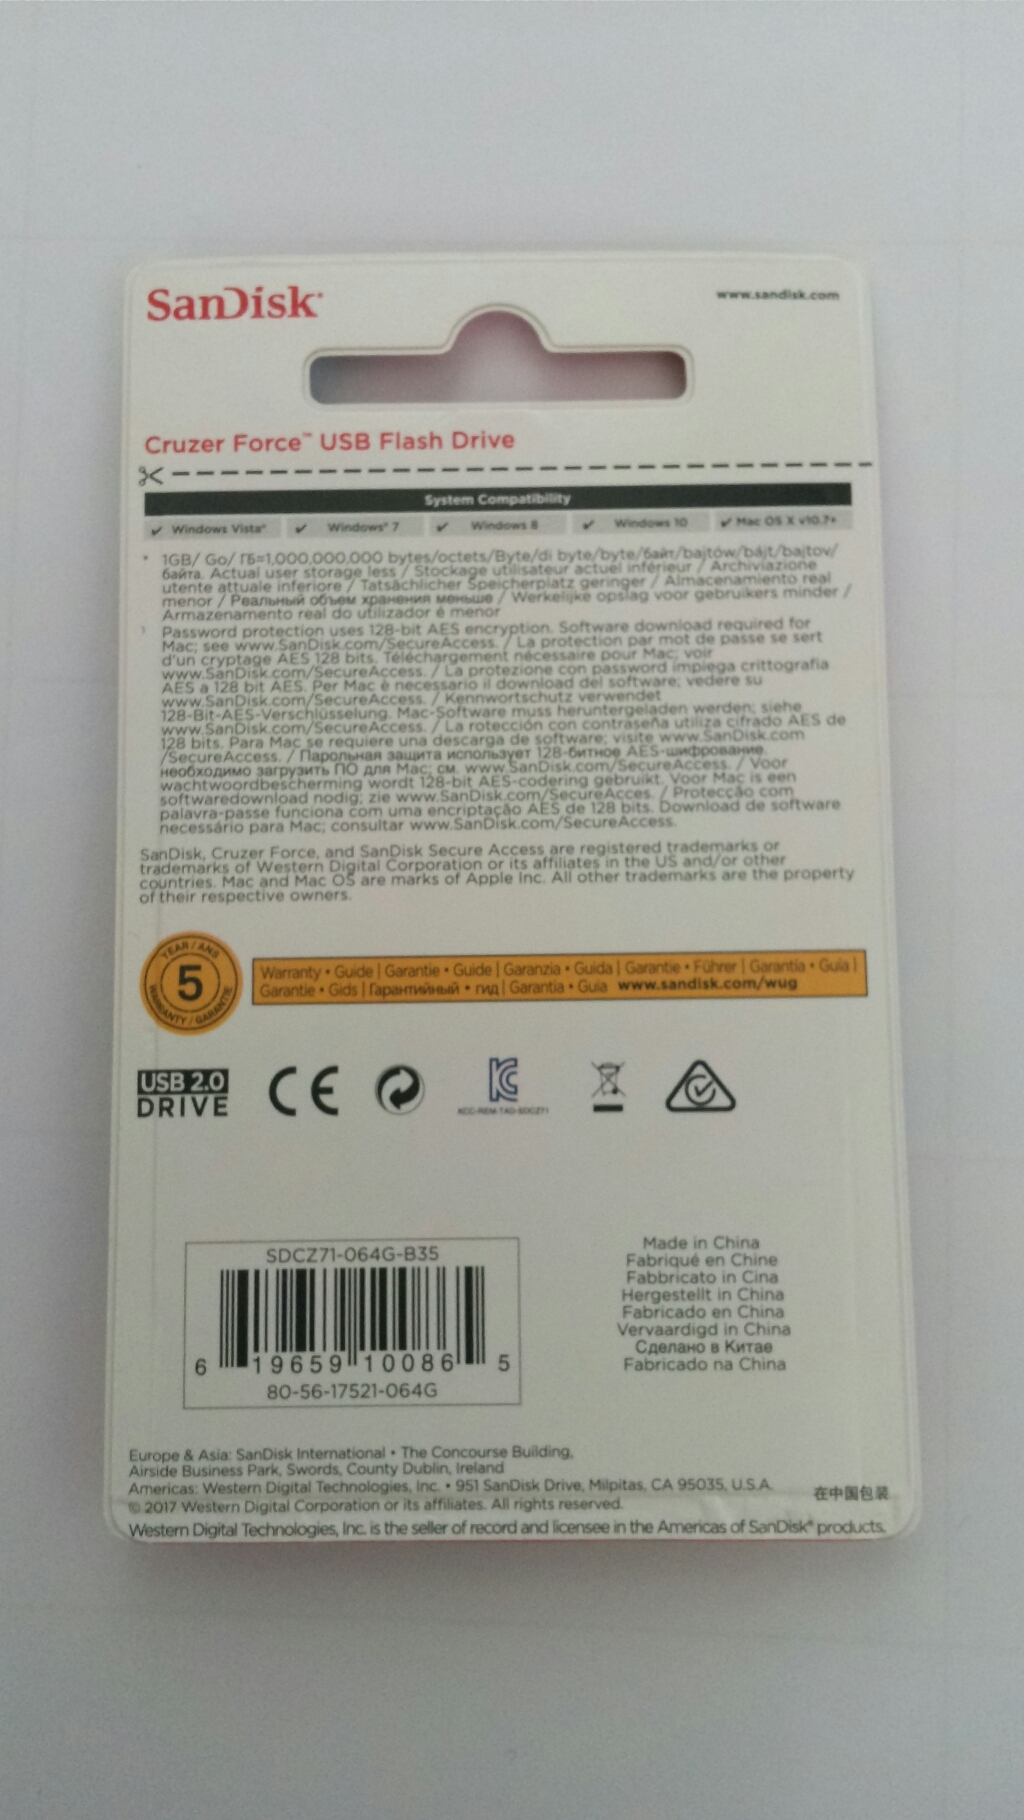 SanDisk®
www.sandisk.com
Cruzer Force™ USB Flash Drive
System Compatibility
✓ Windows Vista® ✓ Windows® 7 ✓ Windows 8 ✓ Windows 10 ✓ Mac OS X v10.7+
* 1GB/ Go/ Гб=1,000,000,000 bytes/octets/Byte/di byte/byte/байт/bajtów/bájt/bajtov/
байта. Actual user storage less / Stockage utilisateur actuel inférieur / Archiviazione
utente attuale inferiore / Tatsächlicher Speicherplatz geringer / Almacenamiento real
menor / Реальный объем хранения меньше / Werkelijke opslag voor gebruikers minder /
Armazenamento real do utilizador é menor
Password protection uses 128-bit AES encryption. Software download required for
Mac; see www.SanDisk.com/SecureAccess. / La protection par mot de passe se sert
d'un cryptage AES 128 bits. Téléchargement nécessaire pour Mac; voir
www.SanDisk.com/SecureAccess. / La protezione con password impiega crittografia
AES a 128 bit AES. Per Mac è necessario il download del software; vedere su
www.SanDisk.com/SecureAccess. / Kennwortschutz verwendet
128-Bit-AES-Verschlüsselung. Mac-Software muss heruntergeladen werden; siehe
www.SanDisk.com/SecureAccess. / La rotección con contraseña utiliza cifrado AES de
128 bits. Para Mac se requiere una descarga de software; visite www.SanDisk.com
/SecureAccess. / Парольная защита использует 128-битное AES-шифрование.
необходимо загрузить ПО для Mac; см. www.SanDisk.com/SecureAccess. / Voor
wachtwoordbescherming wordt 128-bit AES-codering gebruikt. Voor Mac is een
softwaredownload nodig; zie www.SanDisk.com/SecureAcces. / Protecção com
palavra-passe funciona com uma encriptação AES de 128 bits. Download de software
necessário para Mac; consultar www.SanDisk.com/SecureAccess.
SanDisk, Cruzer Force, and SanDisk Secure Access are registered trademarks or
trademarks of Western Digital Corporation or its affiliates in the US and/or other
countries. Mac and Mac OS are marks of Apple Inc. All other trademarks are the property
of their respective owners.
YEAR / ANS
5
WARRANTY / GARANTIE
Warranty • Guide | Garantie • Guide | Garanzia • Guida | Garantie • Führer | Garantía • Guía |
Garantie • Gids | Гарантийный • гид | Garantia • Guia www.sandisk.com/wug
USB 2.0
DRIVE
CE
KC
KCC-REM-TAD-SDCZ71
SDCZ71-064G-B35
6 19659 10086 5
80-56-17521-064G
Made in China
Fabriqué en Chine
Fabbricato in Cina
Hergestellt in China
Fabricado en China
Vervaardigd in China
Сделано в Китае
Fabricado na China
Europe & Asia: SanDisk International • The Concourse Building,
Airside Business Park, Swords, County Dublin, Ireland
Americas: Western Digital Technologies, Inc. • 951 SanDisk Drive, Milpitas, CA 95035, U.S.A.
在中国包装
© 2017 Western Digital Corporation or its affiliates. All rights reserved.
Western Digital Technologies, Inc. is the seller of record and licensee in the Americas of SanDisk® products.